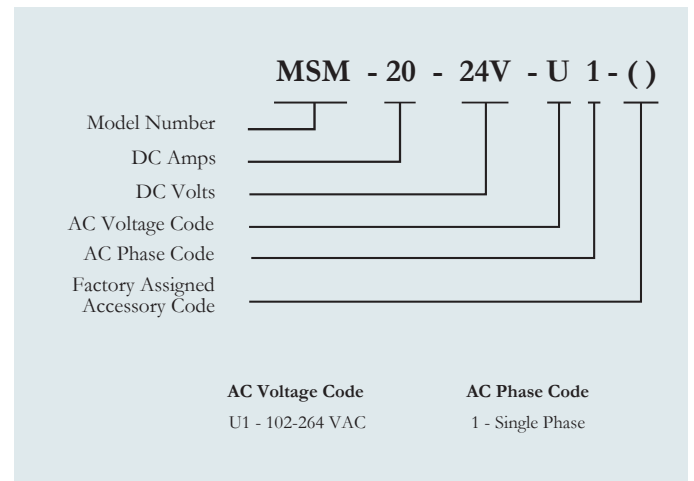 MSM - 20 - 24V - U 1 - ( )
Model Number
DC Amps
DC Volts
AC Voltage Code
AC Phase Code
Factory Assigned
Accessory Code
AC Voltage Code AC Phase Code
U1 - 102-264 VAC 1 - Single Phase